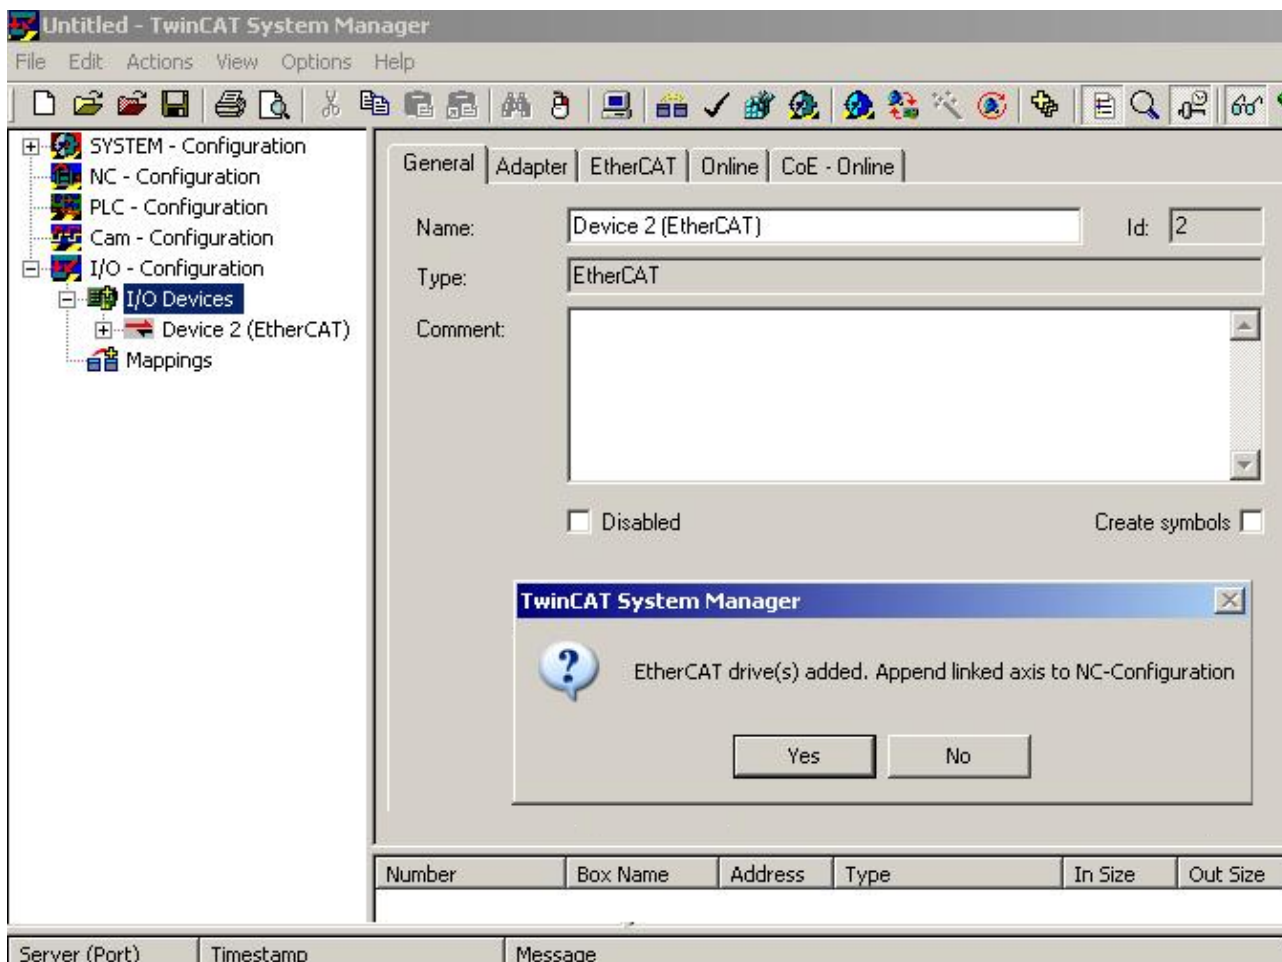 Untitled - TwinCAT System Manager
File Edit Actions View Options Help
SYSTEM - Configuration
NC - Configuration
PLC - Configuration
Cam - Configuration
I/O - Configuration
I/O Devices
Device 2 (EtherCAT)
Mappings
General Adapter EtherCAT Online CoE - Online
Name: Device 2 (EtherCAT) Id: 2
Type: EtherCAT
Comment:
Disabled Create symbols
TwinCAT System Manager
EtherCAT drive(s) added. Append linked axis to NC-Configuration
Yes No
Number Box Name Address Type In Size Out Size
Server (Port) Timestamp Message